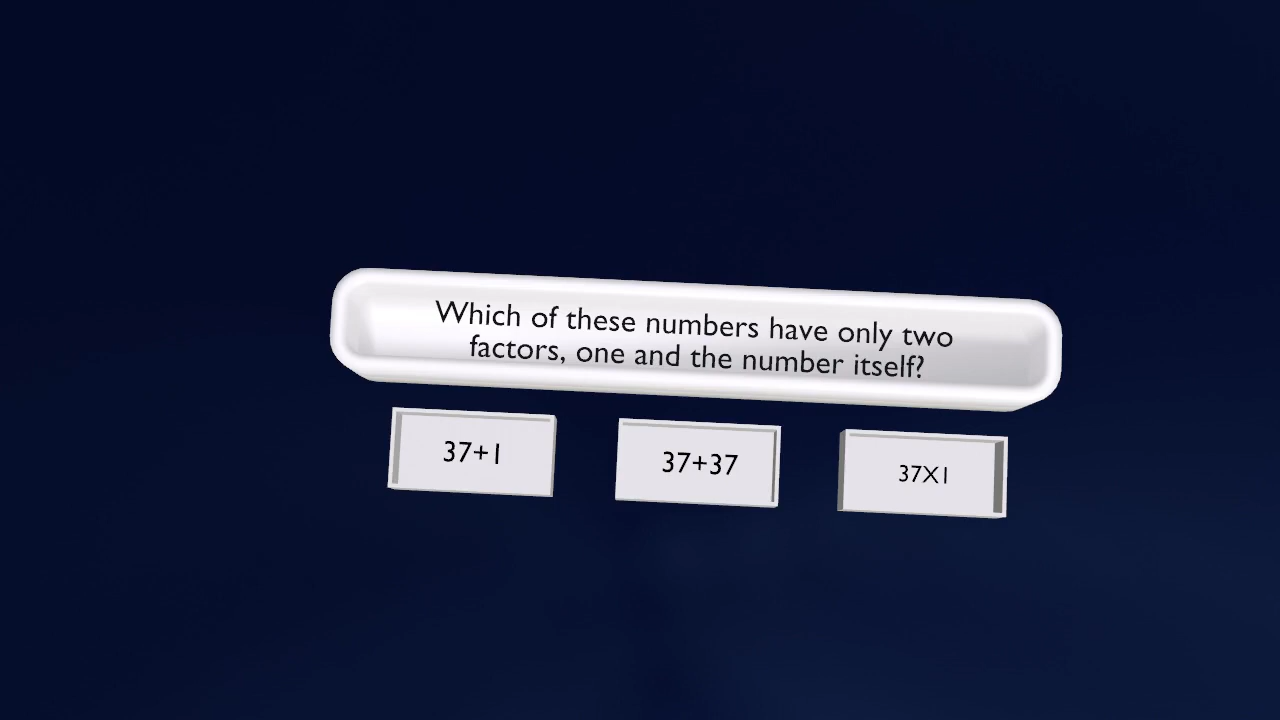 Which of these numbers have only two
factors, one and the number itself?
37+1
37+37
37X1